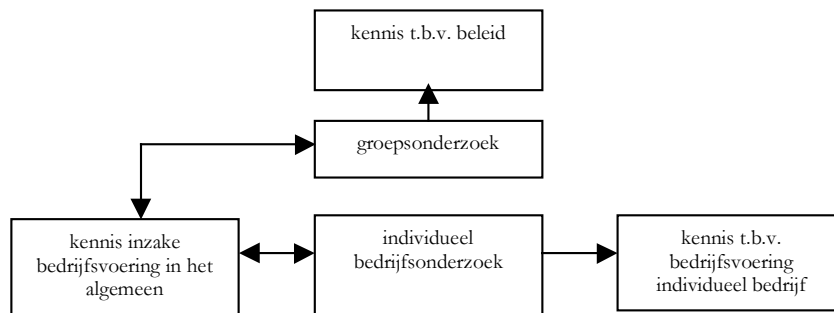 kennis t.b.v. beleid
groepsonderzoek
kennis inzake
bedrijfsvoering in het
algemeen
individueel
bedrijfsonderzoek
kennis t.b.v.
bedrijfsvoering
individueel bedrijf